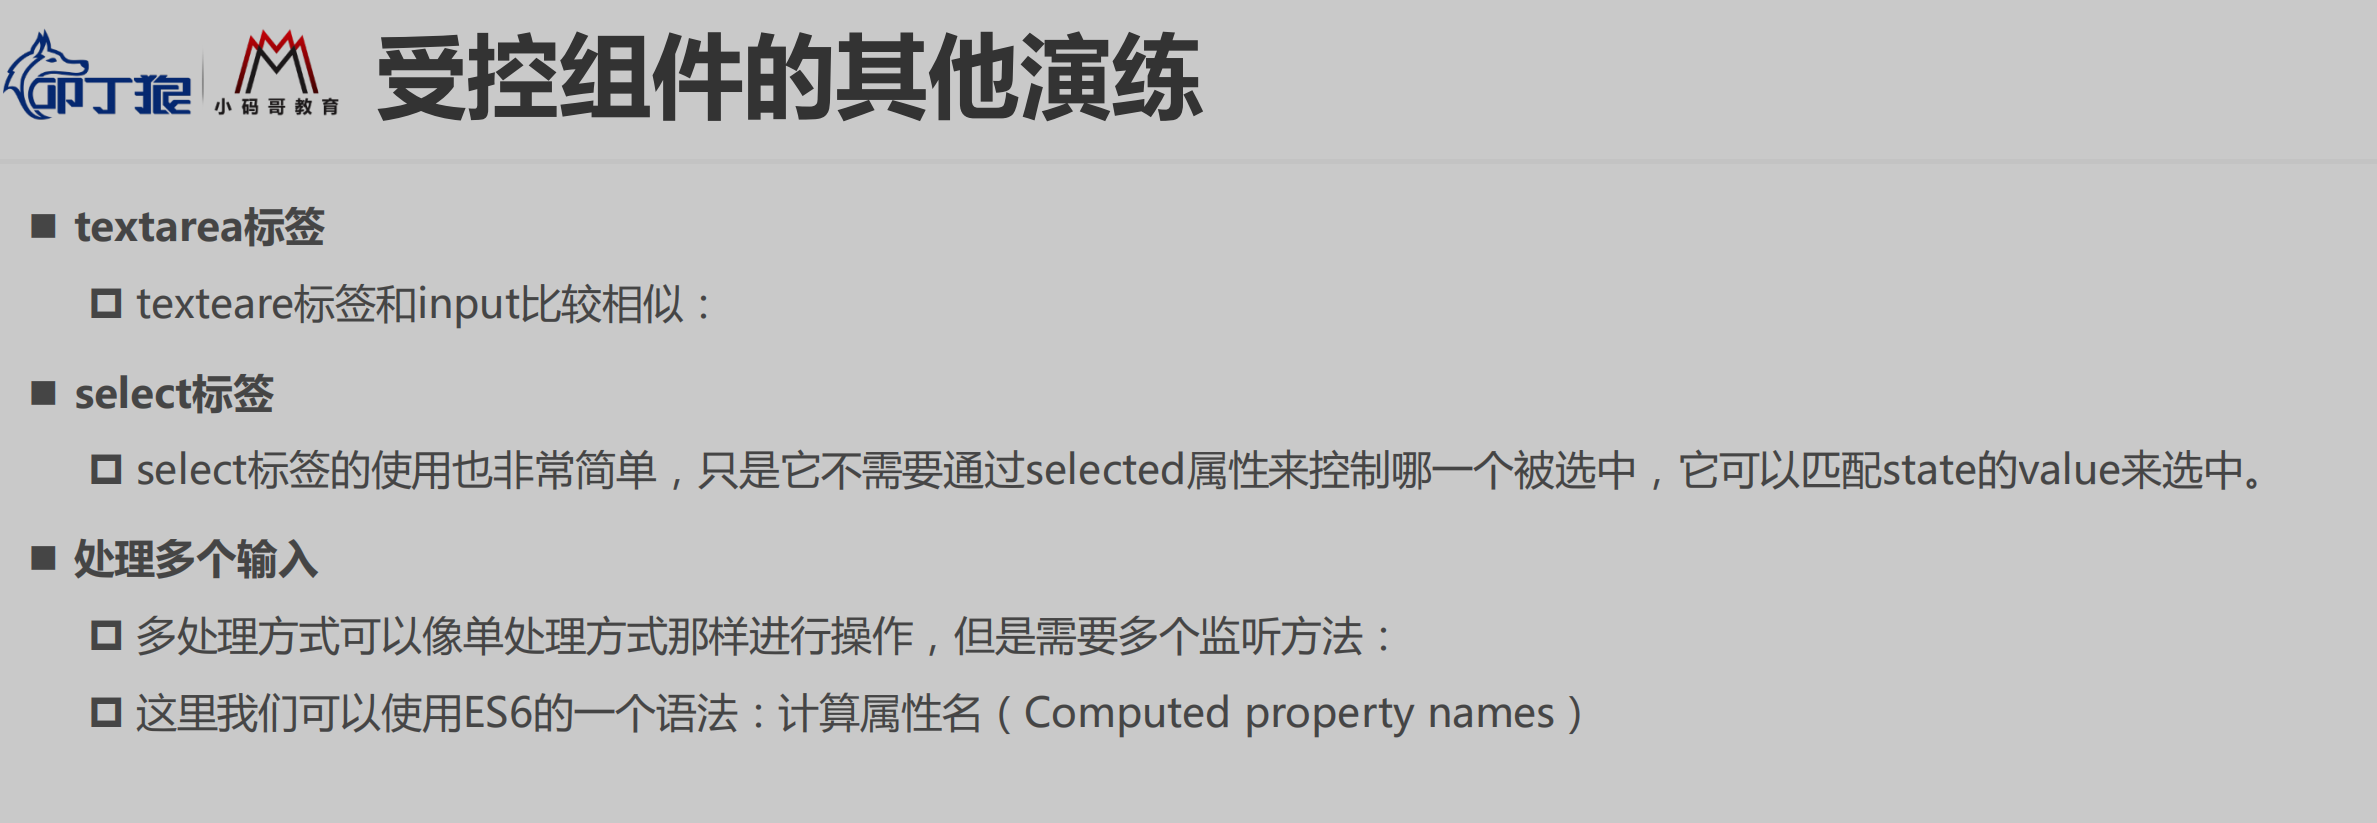 叩丁狼
小码哥教育
受控组件的其他演练
textarea标签
texteare标签和input比较相似：
select标签
select标签的使用也非常简单，只是它不需要通过selected属性来控制哪一个被选中，它可以匹配state的value来选中。
处理多个输入
多处理方式可以像单处理方式那样进行操作，但是需要多个监听方法：
这里我们可以使用ES6的一个语法：计算属性名（Computed property names）